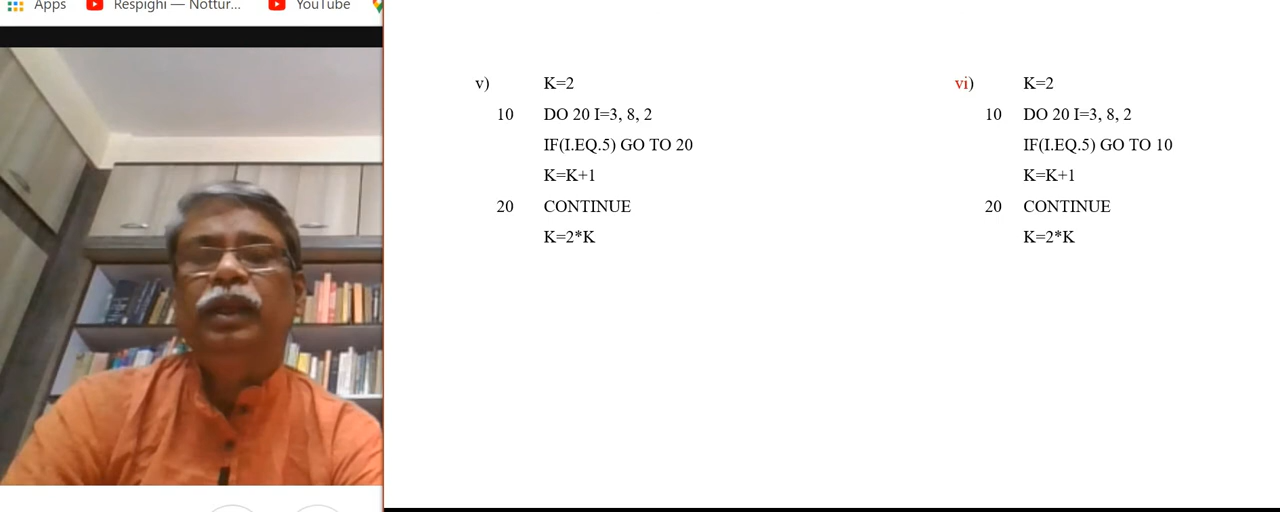 Apps Respighi — Nottur... YouTube
v) K=2
10 DO 20 I=3, 8, 2
IF(I.EQ.5) GO TO 20
K=K+1
20 CONTINUE
K=2*K
vi) K=2
10 DO 20 I=3, 8, 2
IF(I.EQ.5) GO TO 10
K=K+1
20 CONTINUE
K=2*K